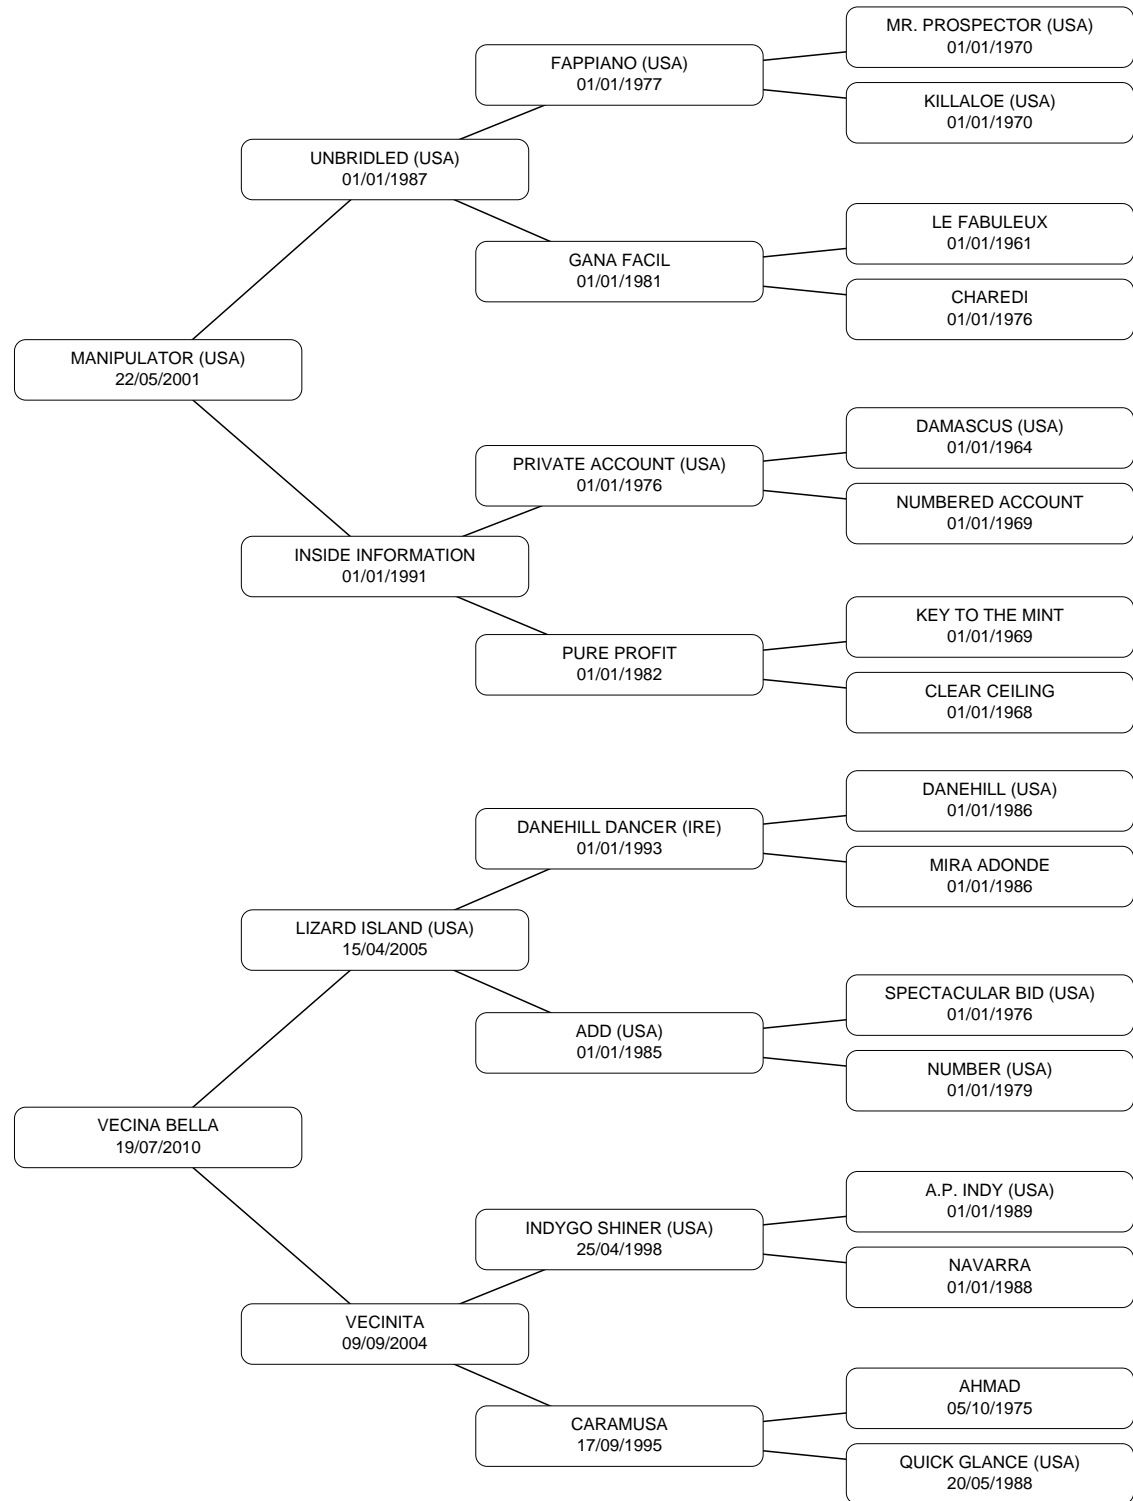 MR. PROSPECTOR (USA)
01/01/1970
FAPPIANO (USA)
01/01/1977
KILLALOE (USA)
01/01/1970
UNBRIDLED (USA)
01/01/1987
LE FABULEUX
01/01/1961
GANA FACIL
01/01/1981
CHAREDI
01/01/1976
MANIPULATOR (USA)
22/05/2001
DAMASCUS (USA)
01/01/1964
PRIVATE ACCOUNT (USA)
01/01/1976
NUMBERED ACCOUNT
01/01/1969
INSIDE INFORMATION
01/01/1991
KEY TO THE MINT
01/01/1969
PURE PROFIT
01/01/1982
CLEAR CEILING
01/01/1968
DANEHILL (USA)
01/01/1986
DANEHILL DANCER (IRE)
01/01/1993
MIRA ADONDE
01/01/1986
LIZARD ISLAND (USA)
15/04/2005
SPECTACULAR BID (USA)
01/01/1976
ADD (USA)
01/01/1985
NUMBER (USA)
01/01/1979
VECINA BELLA
19/07/2010
A.P. INDY (USA)
01/01/1989
INDYGO SHINER (USA)
25/04/1998
NAVARRA
01/01/1988
VECINITA
09/09/2004
AHMAD
05/10/1975
CARAMUSA
17/09/1995
QUICK GLANCE (USA)
20/05/1988